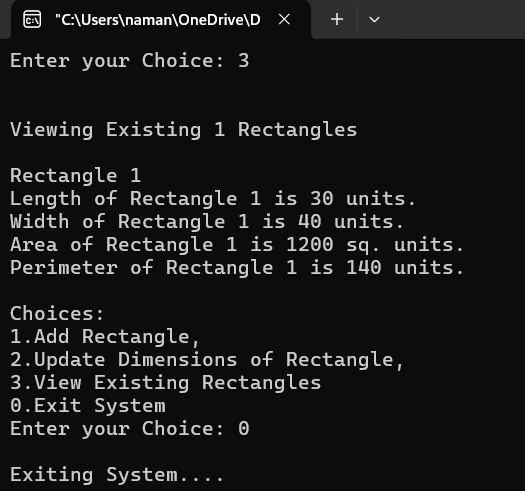 "C:\Users\naman\OneDrive\D
Enter your Choice: 3
Viewing Existing 1 Rectangles
Rectangle 1
Length of Rectangle 1 is 30 units.
Width of Rectangle 1 is 40 units.
Area of Rectangle 1 is 1200 sq. units.
Perimeter of Rectangle 1 is 140 units.
Choices:
1.Add Rectangle,
2.Update Dimensions of Rectangle,
3.View Existing Rectangles
0.Exit System
Enter your Choice: 0
Exiting System....